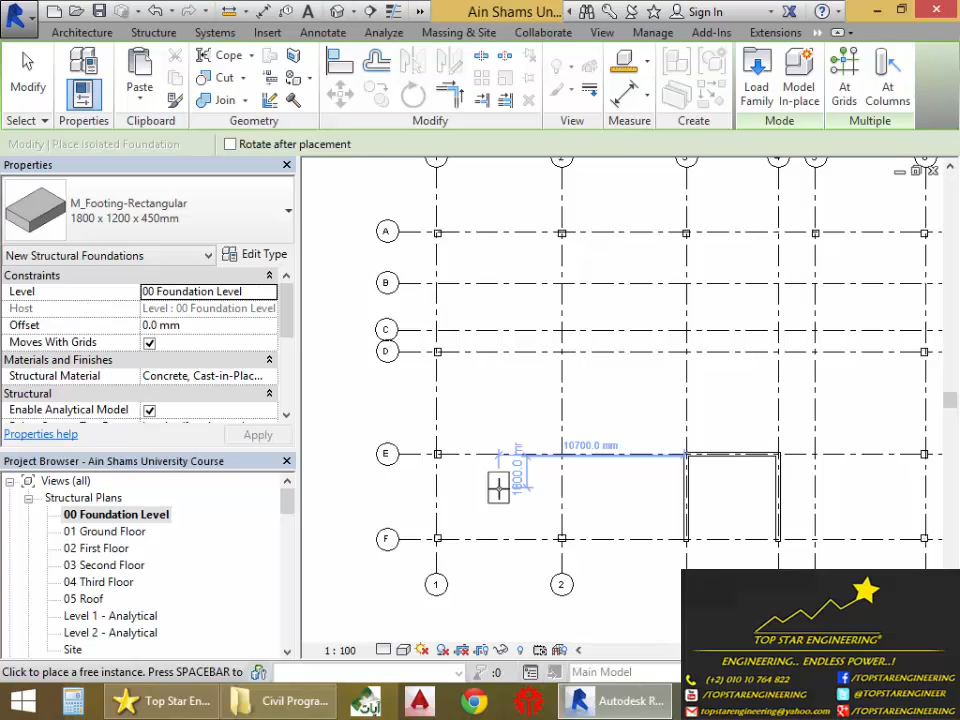 Ain Shams Un...
Sign In
Architecture Structure Systems Insert Annotate Analyze Massing & Site Collaborate View Manage Add-Ins Extensions
Modify Paste Cope Cut Join Load Family Model In-place At Grids At Columns
Select Properties Clipboard Geometry Modify View Measure Create Mode Multiple
Modify | Place Isolated Foundation Rotate after placement
Properties
M_Footing-Rectangular
1800 x 1200 x 450mm
New Structural Foundations Edit Type
Constraints
Level 00 Foundation Level
Host Level : 00 Foundation Level
Offset 0.0 mm
Moves With Grids
Materials and Finishes
Structural Material Concrete, Cast-in-Plac...
Structural
Enable Analytical Model
Properties help Apply
Project Browser - Ain Shams University Course
Views (all)
Structural Plans
00 Foundation Level
01 Ground Floor
02 First Floor
03 Second Floor
04 Third Floor
05 Roof
Level 1 - Analytical
Level 2 - Analytical
Site
A
B
C
D
E
F
10700.0 mm
1 2
1 : 100
Click to place a free instance. Press SPACEBAR to
:0 Main Model
Top Star En... Civil Progra... Autodesk R...
TOP STAR ENGINEERING®
ENGINEERING.. ENDLESS POWER..!
(+2) 010 10 764 822 /TOPSTARENGINEERING
/TOPSTARENGINEERING @TOPSTARENGINEER
topstarengineering@yahoo.com /TOPSTARENGINEERING